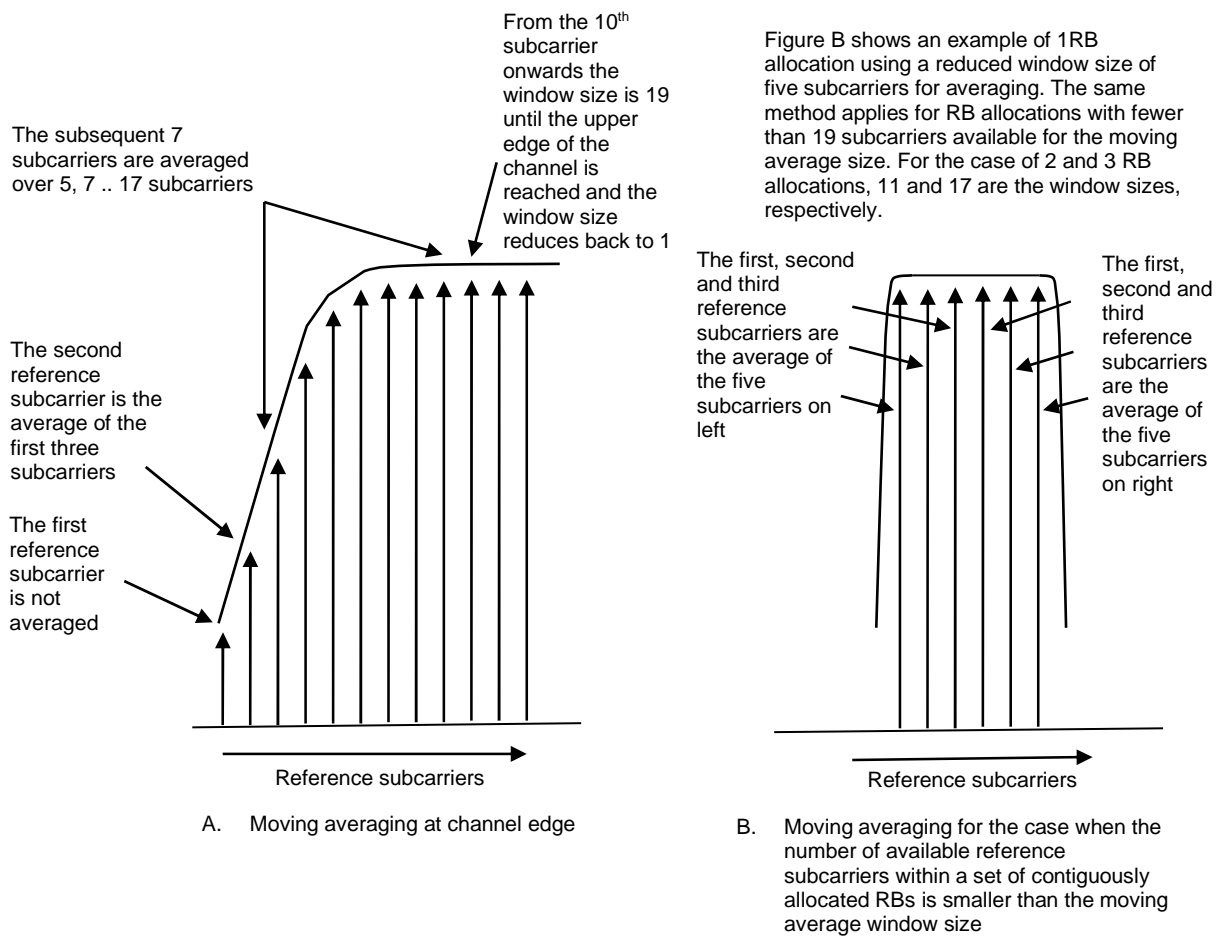 From the 10th
subcarrier
onwards the
window size is 19
until the upper
edge of the
channel is
reached and the
window size
reduces back to 1
The subsequent 7
subcarriers are averaged
over 5, 7 .. 17 subcarriers
The second
reference
subcarrier is the
average of the
first three
subcarriers
The first
reference
subcarrier
is not
averaged
Reference subcarriers
A. Moving averaging at channel edge
Figure B shows an example of 1RB
allocation using a reduced window size of
five subcarriers for averaging. The same
method applies for RB allocations with fewer
than 19 subcarriers available for the moving
average size. For the case of 2 and 3 RB
allocations, 11 and 17 are the window sizes,
respectively.
The first, second
and third
reference
subcarriers are
the average of
the five
subcarriers on
left
The first,
second and
third
reference
subcarriers
are the
average of
the five
subcarriers
on right
Reference subcarriers
B. Moving averaging for the case when the
number of available reference
subcarriers within a set of contiguously
allocated RBs is smaller than the moving
average window size